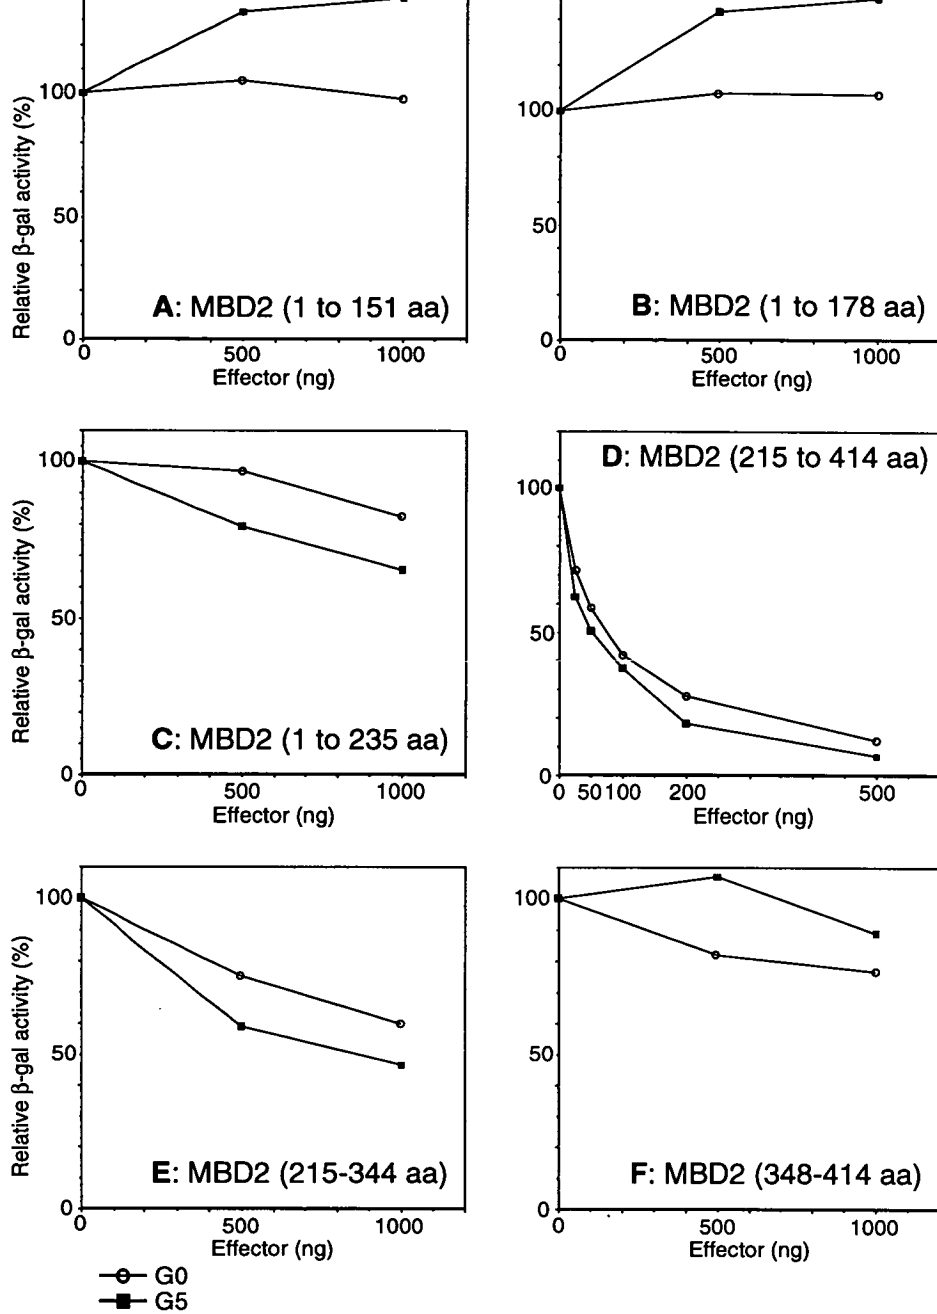 Relative β-gal activity (%)
100
50
0
A: MBD2 (1 to 151 aa)
0 500 1000
Effector (ng)
100
50
0
B: MBD2 (1 to 178 aa)
0 500 1000
Effector (ng)
Relative β-gal activity (%)
100
50
0
C: MBD2 (1 to 235 aa)
0 500 1000
Effector (ng)
D: MBD2 (215 to 414 aa)
100
50
0
0 50 100 200 500
Effector (ng)
Relative β-gal activity (%)
100
50
0
E: MBD2 (215-344 aa)
0 500 1000
Effector (ng)
100
50
0
F: MBD2 (348-414 aa)
0 500 1000
Effector (ng)
G0
G5